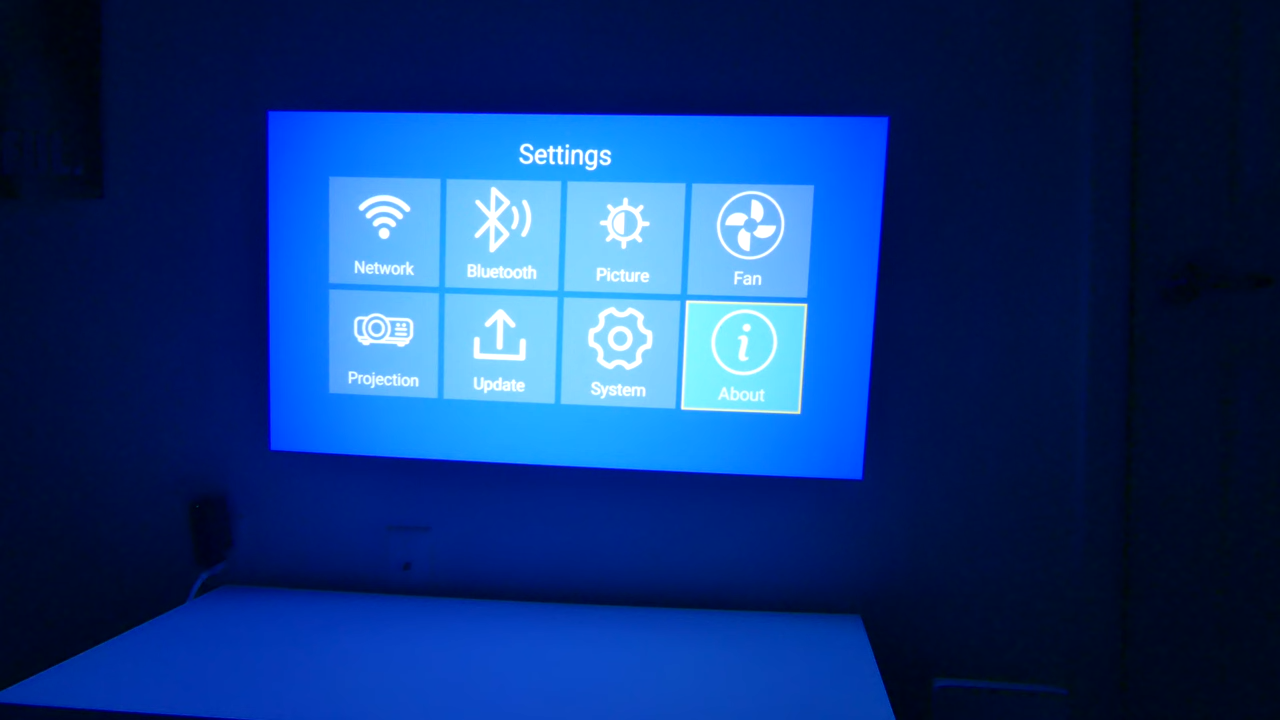 Settings
Network
Bluetooth
Picture
Fan
Projection
Update
System
About